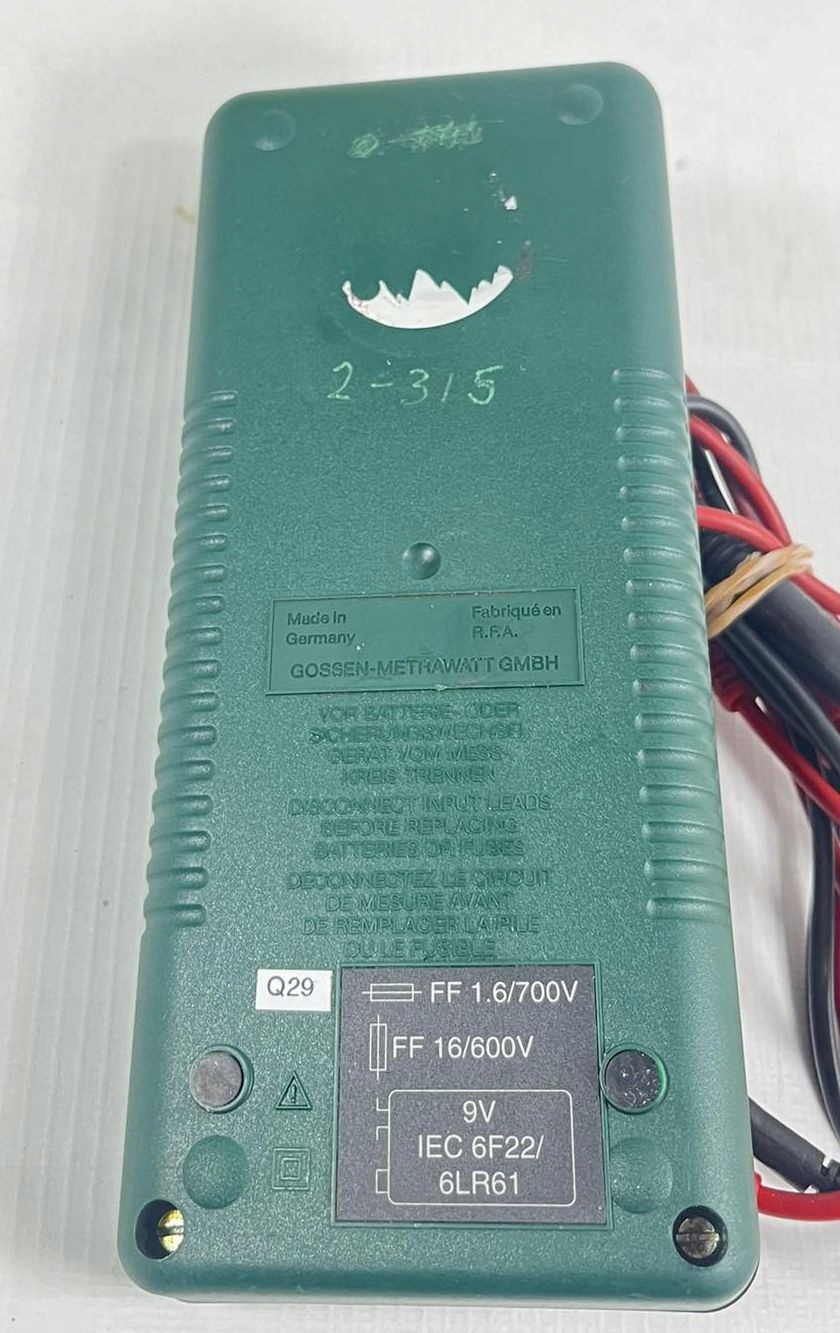 2-315
Made in
Germany
Fabriqué en
R.F.A.
GOSSEN-METRAWATT GMBH
VOR BATTERIE- ODER
SICHERUNGSWECHSEL
GERÄT VOM MESS-
KREIS TRENNEN
DISCONNECT INPUT LEADS
BEFORE REPLACING
BATTERIES OR FUSES
DECONNECTEZ LE CIRCUIT
DE MESURE AVANT
DE REMPLACER LA PILE
OU LE FUSIBLE
Q29
FF 1.6/700V
FF 16/600V
9V
IEC 6F22/
6LR61